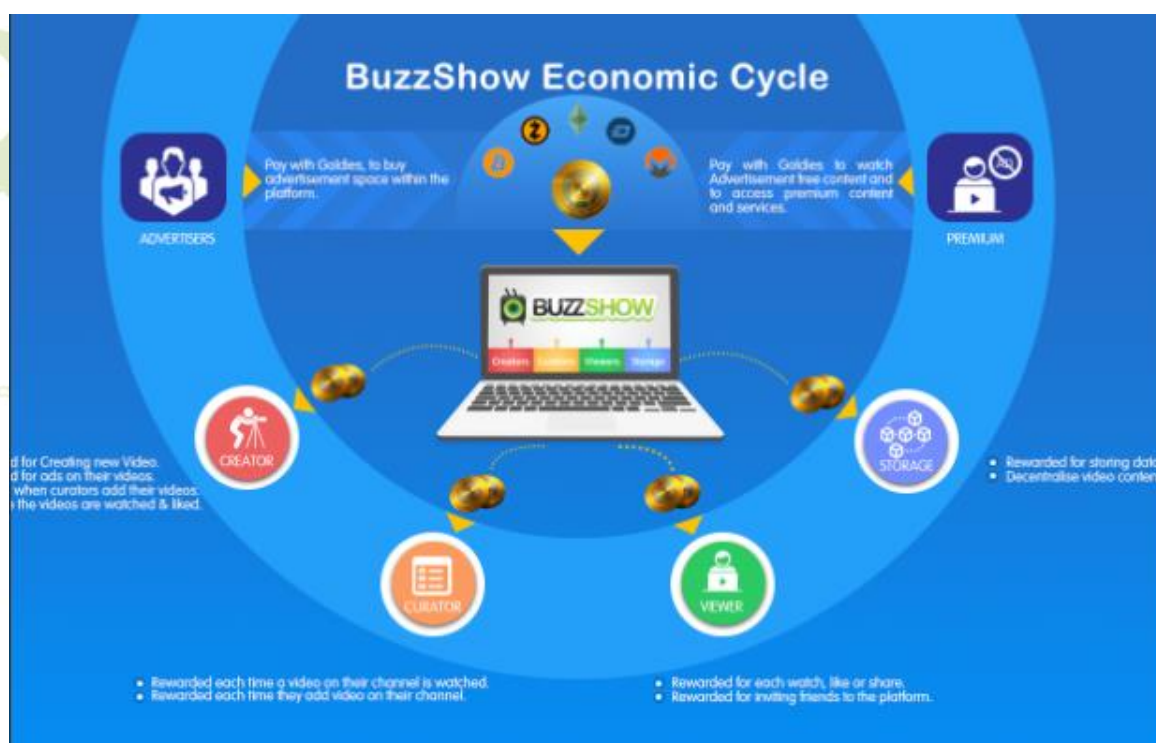 BuzzShow Economic Cycle
Pay with Goldies, to buy
advertisement space within the
platform.
Pay with Goldies to watch
Advertisement free content and
to access premium content
and services.
ADVERTISERS
PREMIUM
BUZZSHOW
Creators Curators Viewers Storage
CREATOR
d for Creating new Video.
d for ads on their videos.
when curators add their videos.
the videos are watched & liked.
STORAGE
Rewarded for storing data
Decentralise video conten
CURATOR
VIEWER
Rewarded each time a video on their channel is watched.
Rewarded each time they add video on their channel.
Rewarded for each watch, like or share.
Rewarded for inviting friends to the platform.